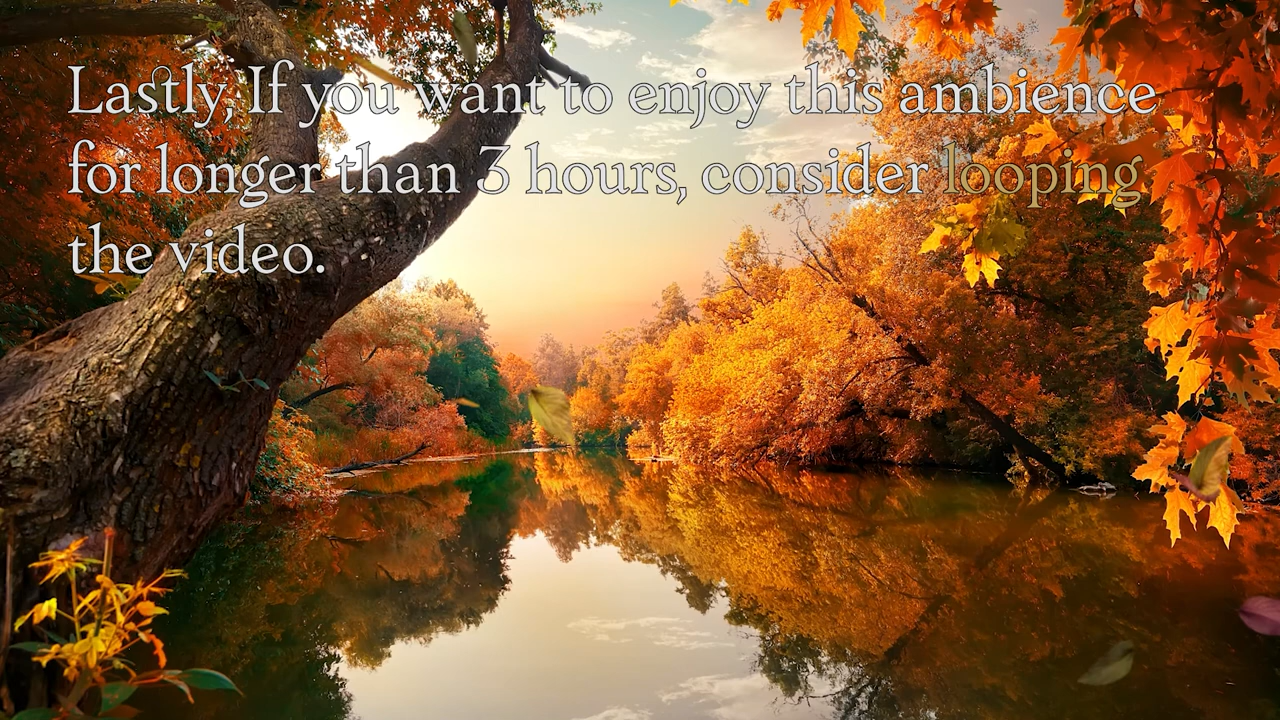 Lastly, If you want to enjoy this ambience
for longer than 3 hours, consider looping
the video.